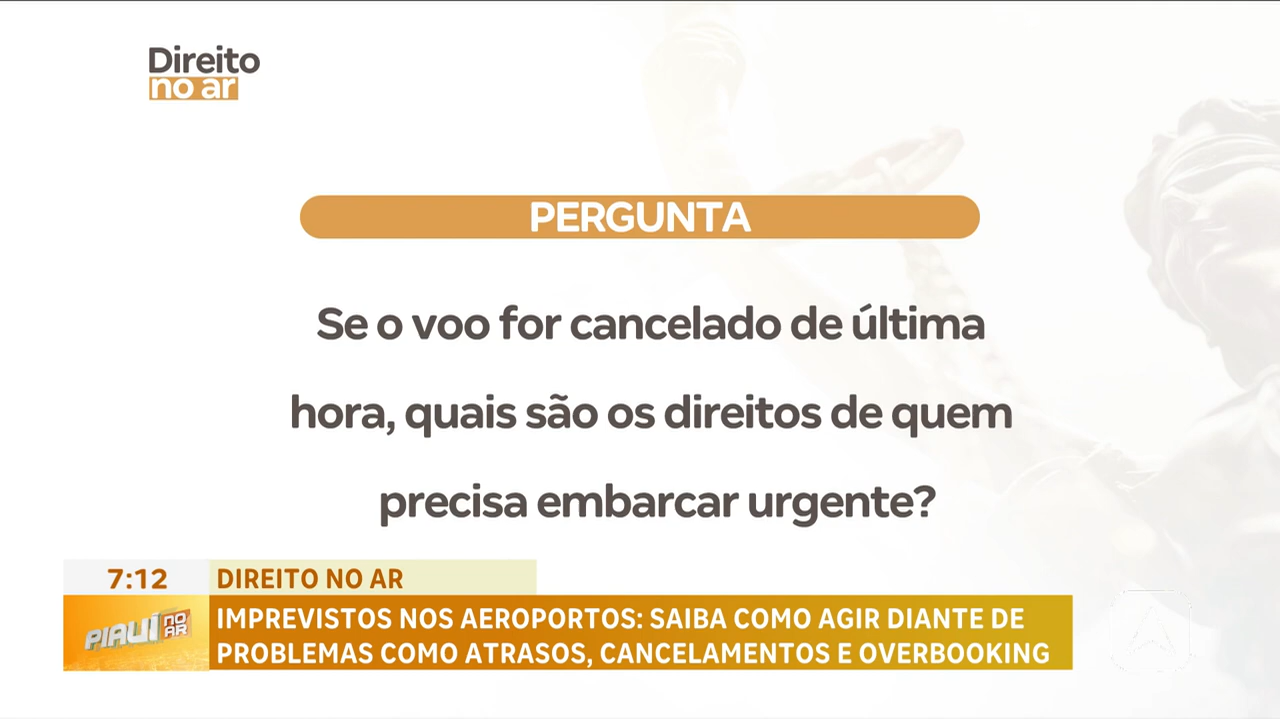 Direito
no ar
PERGUNTA
Se o voo for cancelado de última
hora, quais são os direitos de quem
precisa embarcar urgente?
7:12
DIREITO NO AR
PIAUÍ NO AR
IMPREVISTOS NOS AEROPORTOS: SAIBA COMO AGIR DIANTE DE
PROBLEMAS COMO ATRASOS, CANCELAMENTOS E OVERBOOKING